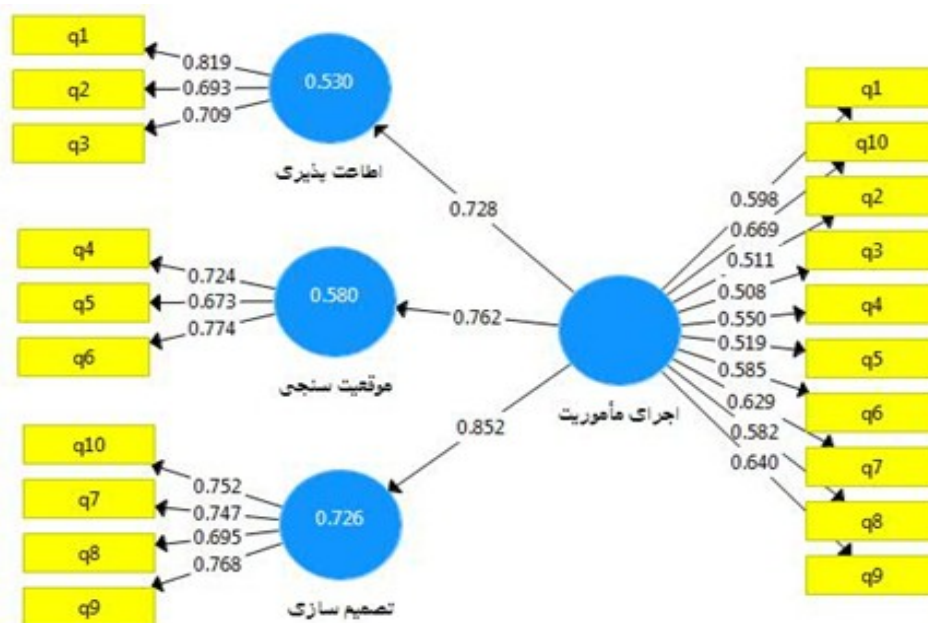 q1
q2
q3
0.819
0.693
0.709
0.530
اطاعت پذیری
q4
q5
q6
0.724
0.673
0.774
0.580
موقعیت سنجی
q10
q7
q8
q9
0.752
0.747
0.695
0.768
0.726
تصمیم سازی
0.728
0.762
0.852
اجرای مأموریت
0.598
0.669
0.511
0.508
0.550
0.519
0.585
0.629
0.582
0.640
q1
q10
q2
q3
q4
q5
q6
q7
q8
q9